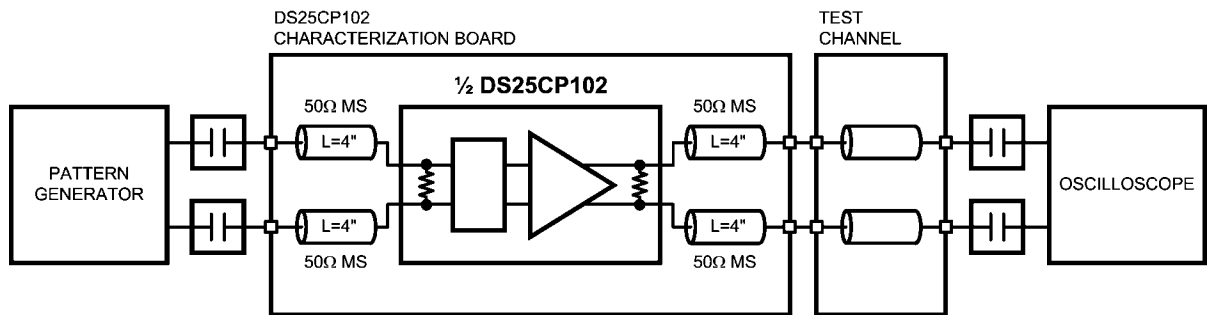 DS25CP102
CHARACTERIZATION BOARD
TEST
CHANNEL
½ DS25CP102
50Ω MS
50Ω MS
L=4"
L=4"
PATTERN
GENERATOR
OSCILLOSCOPE
L=4"
L=4"
50Ω MS
50Ω MS